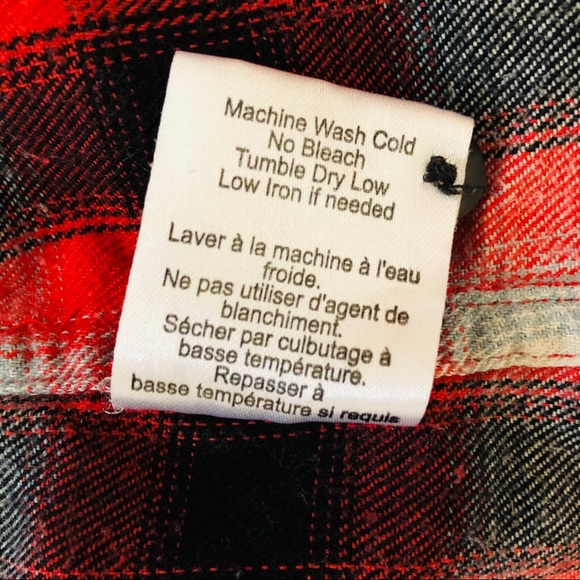 Machine Wash Cold
No Bleach
Tumble Dry Low
Low Iron if needed
Laver à la machine à l'eau
froide.
Ne pas utiliser d'agent de
blanchiment.
Sécher par culbutage à
basse température.
Repasser à
basse température si requis